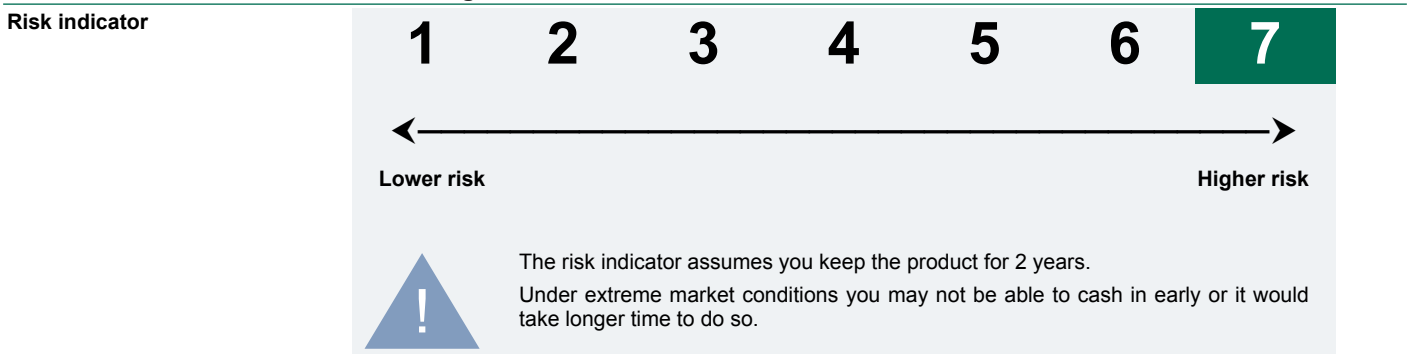 Risk indicator
1 2 3 4 5 6 7
Lower risk Higher risk
! The risk indicator assumes you keep the product for 2 years.
Under extreme market conditions you may not be able to cash in early or it would
take longer time to do so.